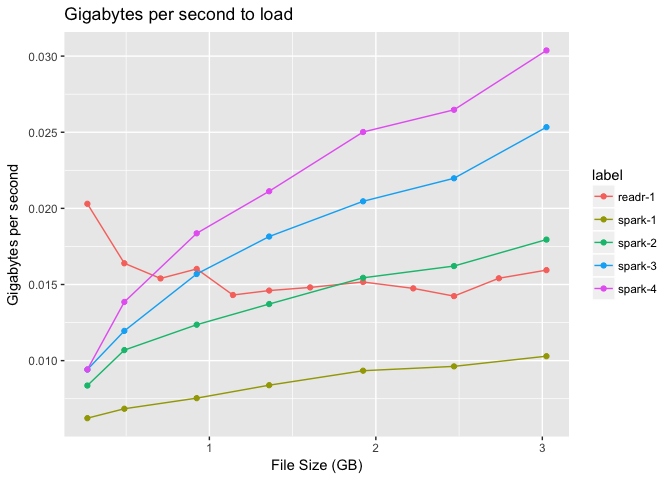 Gigabytes per second to load
0.030
0.025
0.020
0.015
0.010
Gigabytes per second
1
2
3
File Size (GB)
label
readr-1
spark-1
spark-2
spark-3
spark-4